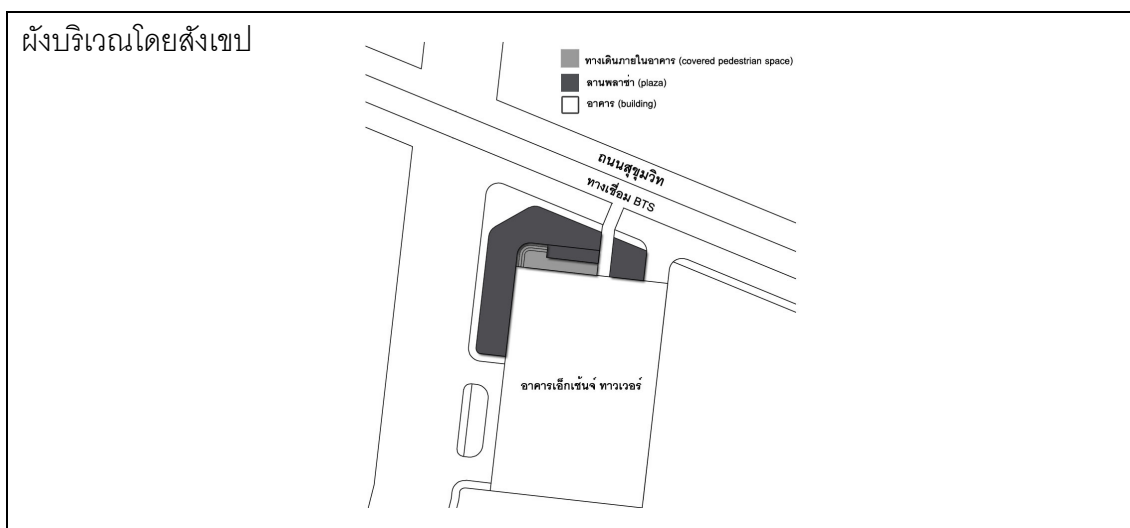 ผังบริเวณโดยสังเขป
ทางเดินภายในอาคาร (covered pedestrian space)
ลานพลาซ่า (plaza)
อาคาร (building)
ถนนสุขุมวิท
ทางเชื่อม BTS
อาคารเอ็กเช้นจ์ ทาวเวอร์